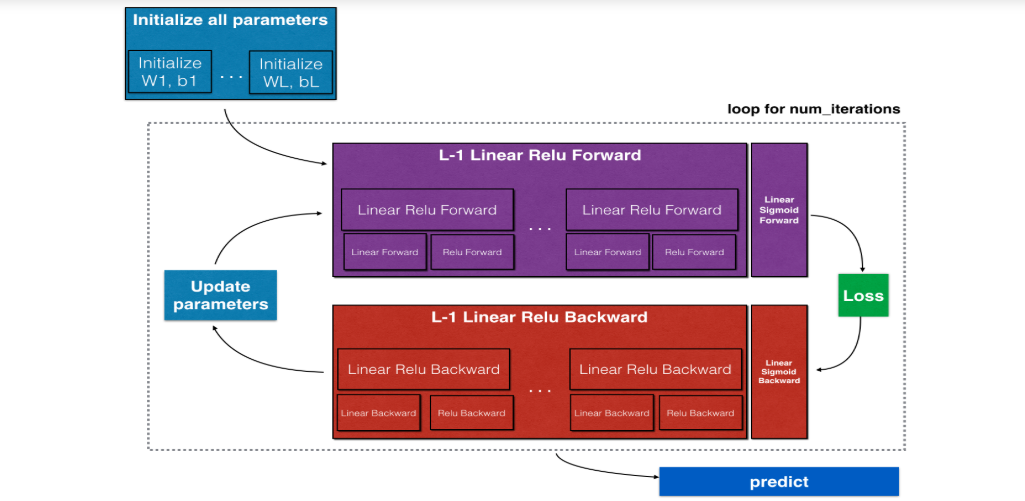 Initialize all parameters
Initialize
W1, b1
...
Initialize
WL, bL
loop for num_iterations
L-1 Linear Relu Forward
Linear Relu Forward
Linear Forward
Relu Forward
...
Linear Relu Forward
Linear Forward
Relu Forward
Linear
Sigmoid
Forward
Update
parameters
Loss
L-1 Linear Relu Backward
Linear Relu Backward
Linear Backward
Relu Backward
...
Linear Relu Backward
Linear Backward
Relu Backward
Linear
Sigmoid
Backward
predict